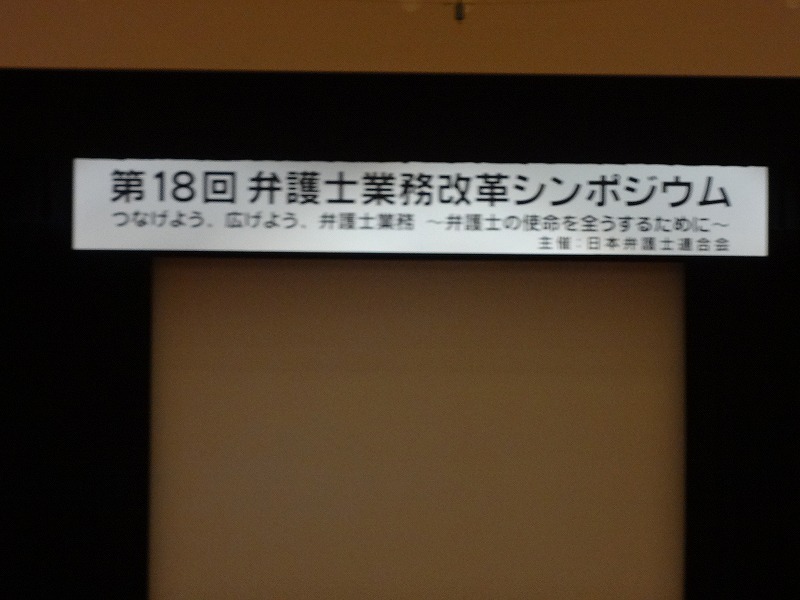 第18回 弁護士業務改革シンポジウム
つなげよう、広げよう、弁護士業務 ～弁護士の使命を全うするために～
主催：日本弁護士連合会